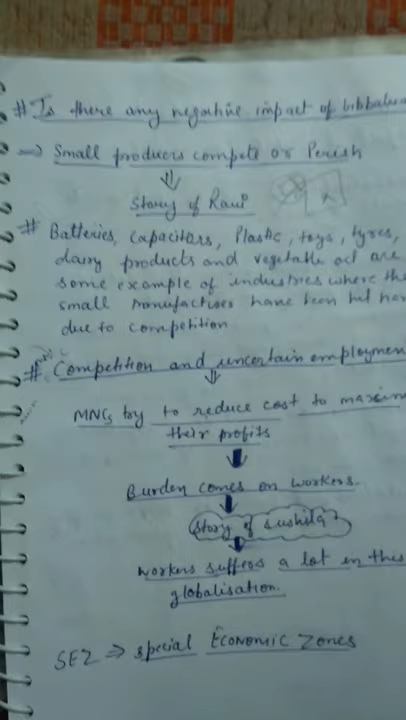 # Is there any negative impact of
⇒ Small producers compete or Perish
⇓
Story of Ravi
# Batteries, Capacitors, Plastic, toys, tyres,
dairy products and vegetable oil are
some example of industries where the
small manufactures have been hit har
due to competition
# Competition and uncertain employmen
⇓
MNCs try to reduce cost to maxim
their profits
↓
Burden comes on workers.
↓
Story of Sushila
↓
workers suffers a lot in this
globalisation.
SEZ ⇒ special Economic Zones